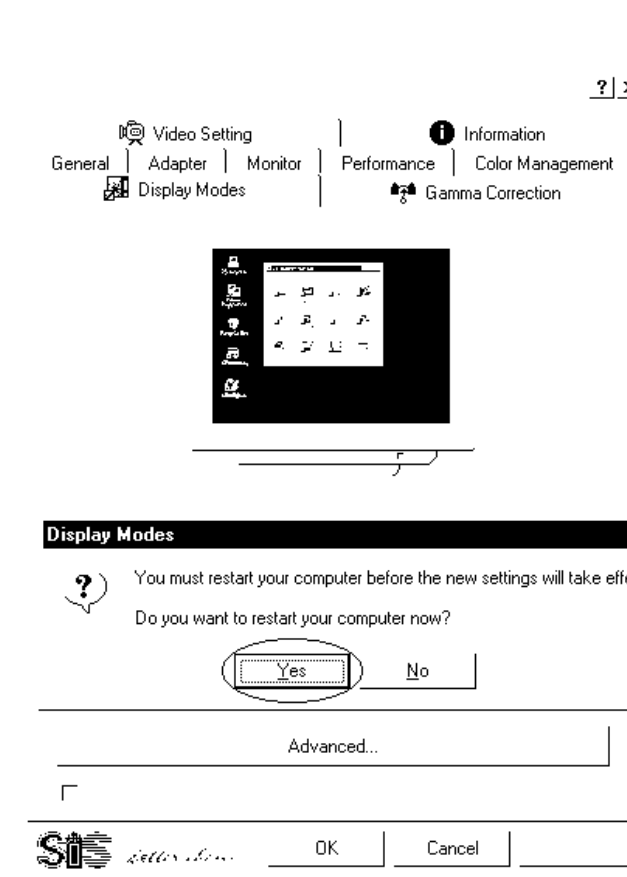 ?
Video Setting Information
General Adapter Monitor Performance Color Management
Display Modes Gamma Correction
Display Modes
You must restart your computer before the new settings will take effe
Do you want to restart your computer now?
Yes No
Advanced...
SiS
OK Cancel